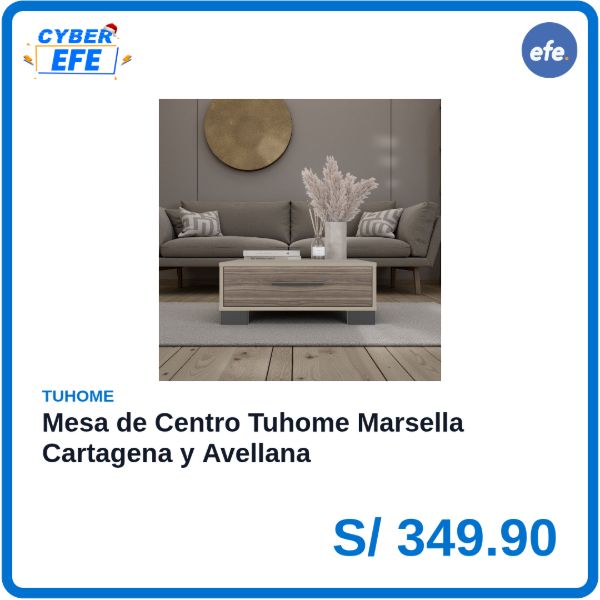 CYBER
EFE
efe.
TUHOME
Mesa de Centro Tuhome Marsella
Cartagena y Avellana
S/ 349.90